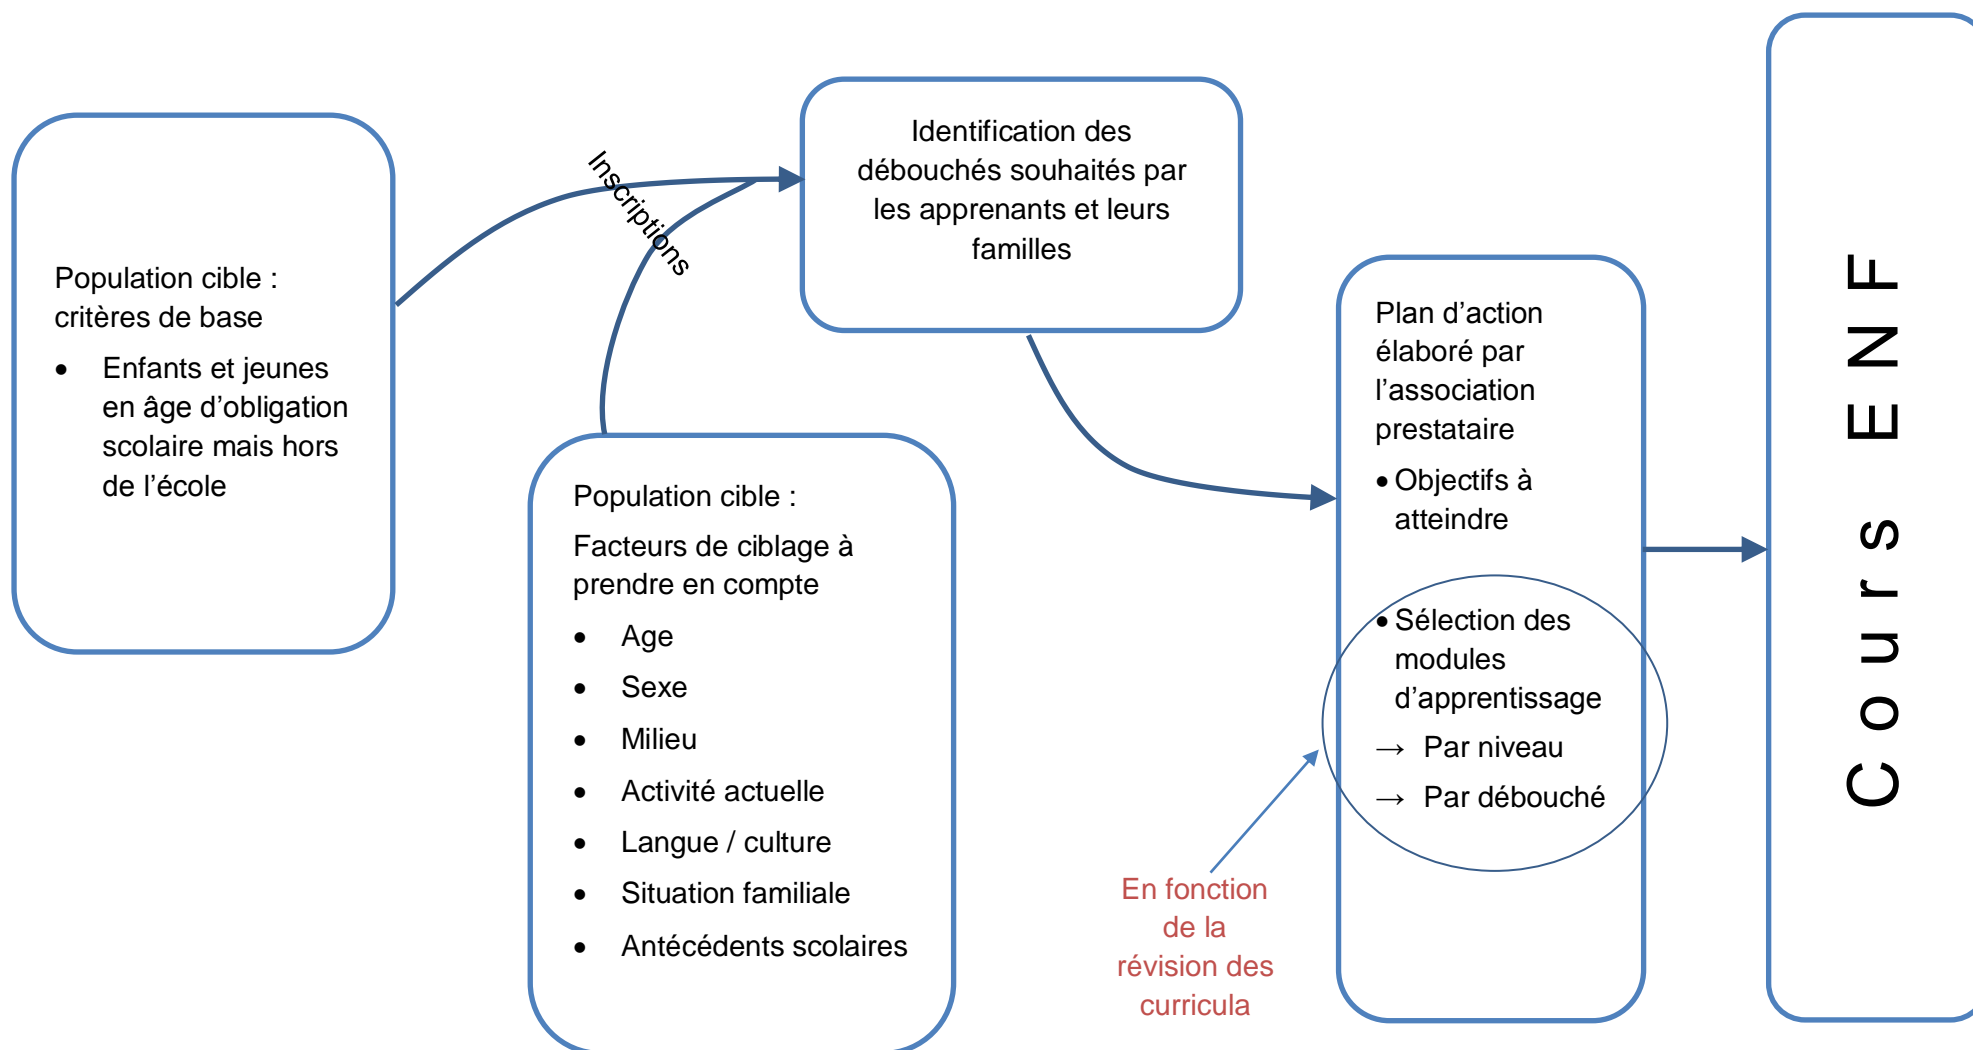 Population cible :
critères de base
• Enfants et jeunes
en âge d’obligation
scolaire mais hors
de l’école
Inscriptions
Population cible :
Facteurs de ciblage à
prendre en compte
• Age
• Sexe
• Milieu
• Activité actuelle
• Langue / culture
• Situation familiale
• Antécédents scolaires
Identification des
débouchés souhaités par
les apprenants et leurs
familles
Plan d’action
élaboré par
l’association
prestataire
• Objectifs à
atteindre
• Sélection des
modules
d’apprentissage
→ Par niveau
→ Par débouché
En fonction
de la
révision des
curricula
Cours ENF